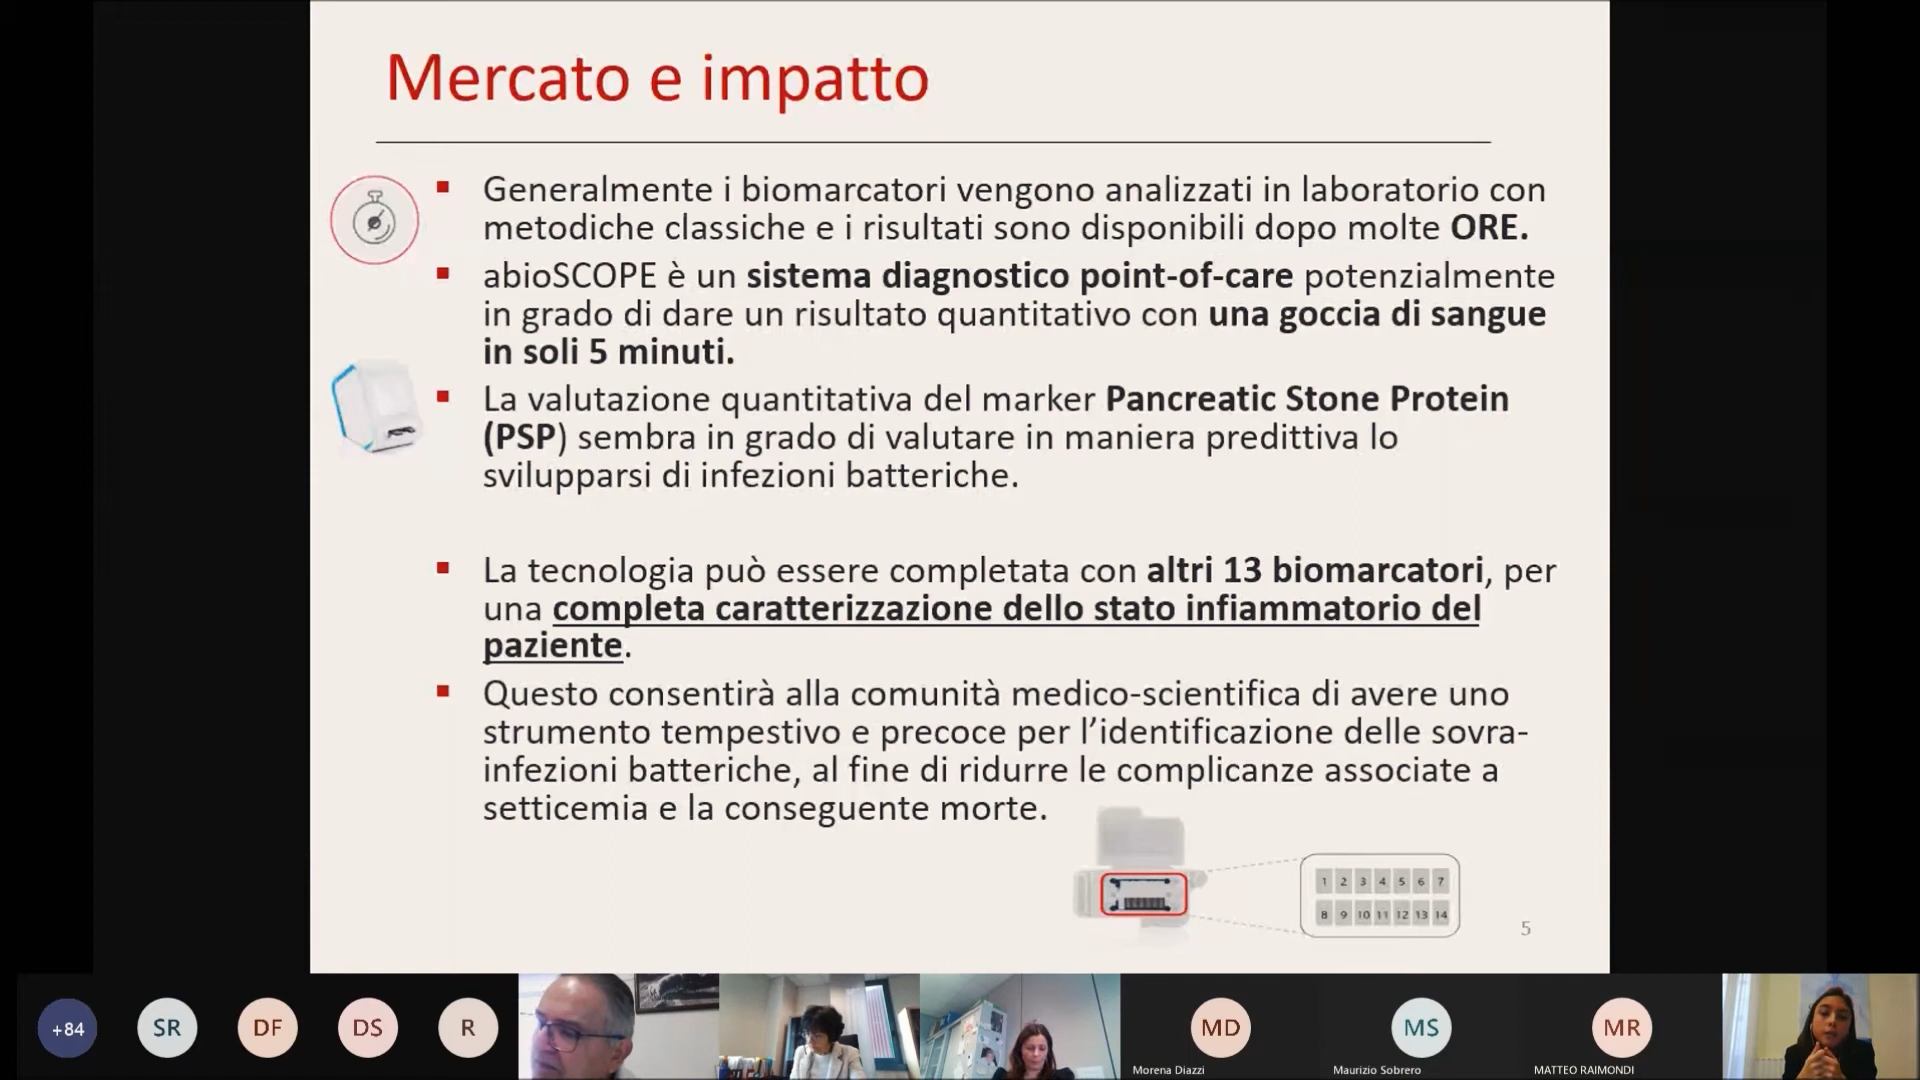 Mercato e impatto
Generalmente i biomarcatori vengono analizzati in laboratorio con
metodiche classiche e i risultati sono disponibili dopo molte ORE.
abioSCOPE è un sistema diagnostico point-of-care potenzialmente
in grado di dare un risultato quantitativo con una goccia di sangue
in soli 5 minuti.
La valutazione quantitativa del marker Pancreatic Stone Protein
(PSP) sembra in grado di valutare in maniera predittiva lo
svilupparsi di infezioni batteriche.
La tecnologia può essere completata con altri 13 biomarcatori, per
una completa caratterizzazione dello stato infiammatorio del
paziente.
Questo consentirà alla comunità medico-scientifica di avere uno
strumento tempestivo e precoce per l’identificazione delle sovra-
infezioni batteriche, al fine di ridurre le complicanze associate a
setticemia e la conseguente morte.
1 2 3 4 5 6 7
8 9 10 11 12 13 14
5
+84 SR DF DS R MD MS MR
Morena Diazzi Maurizio Sobrero MATTEO RAIMONDI